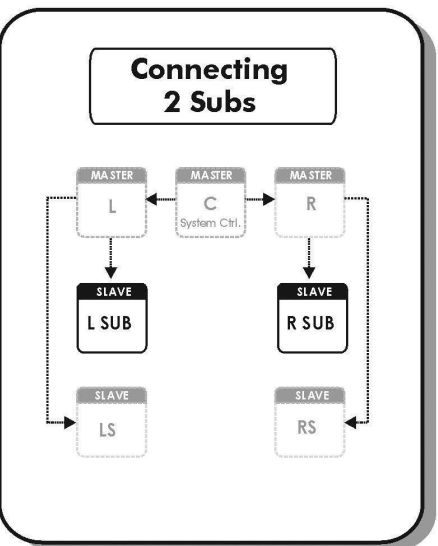 Connecting
2 Subs
MASTER MASTER MASTER
L C R
System Ctrl.
SLAVE SLAVE
L SUB R SUB
SLAVE SLAVE
LS RS